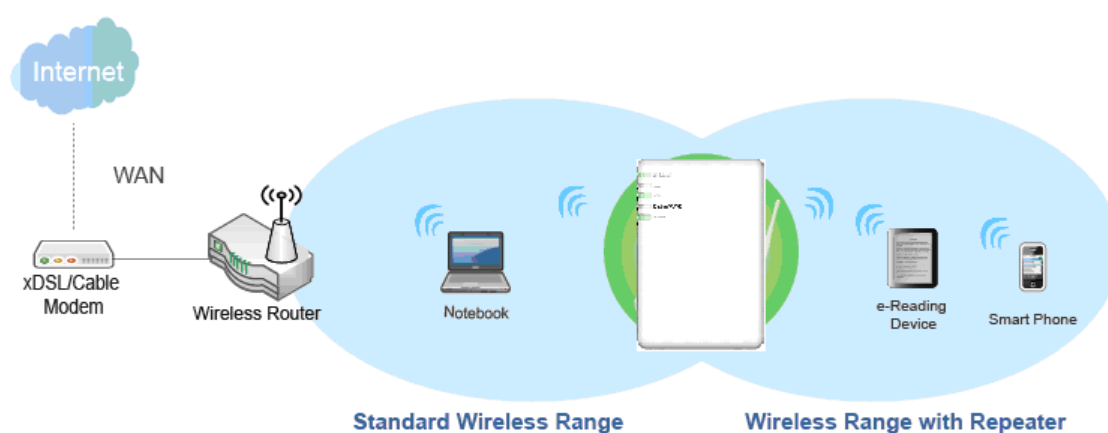 Internet
WAN
xDSL/Cable
Modem
Wireless Router
Notebook
e-Reading
Device
Smart Phone
Standard Wireless Range
Wireless Range with Repeater